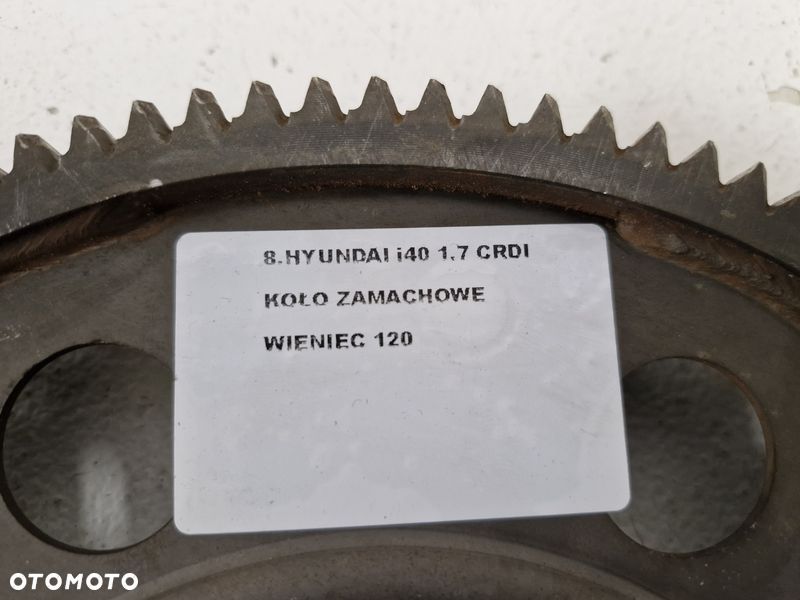 8.HYUNDAI i40 1.7 CRDI
KOŁO ZAMACHOWE
WIENIEC 120
OTOMOTO